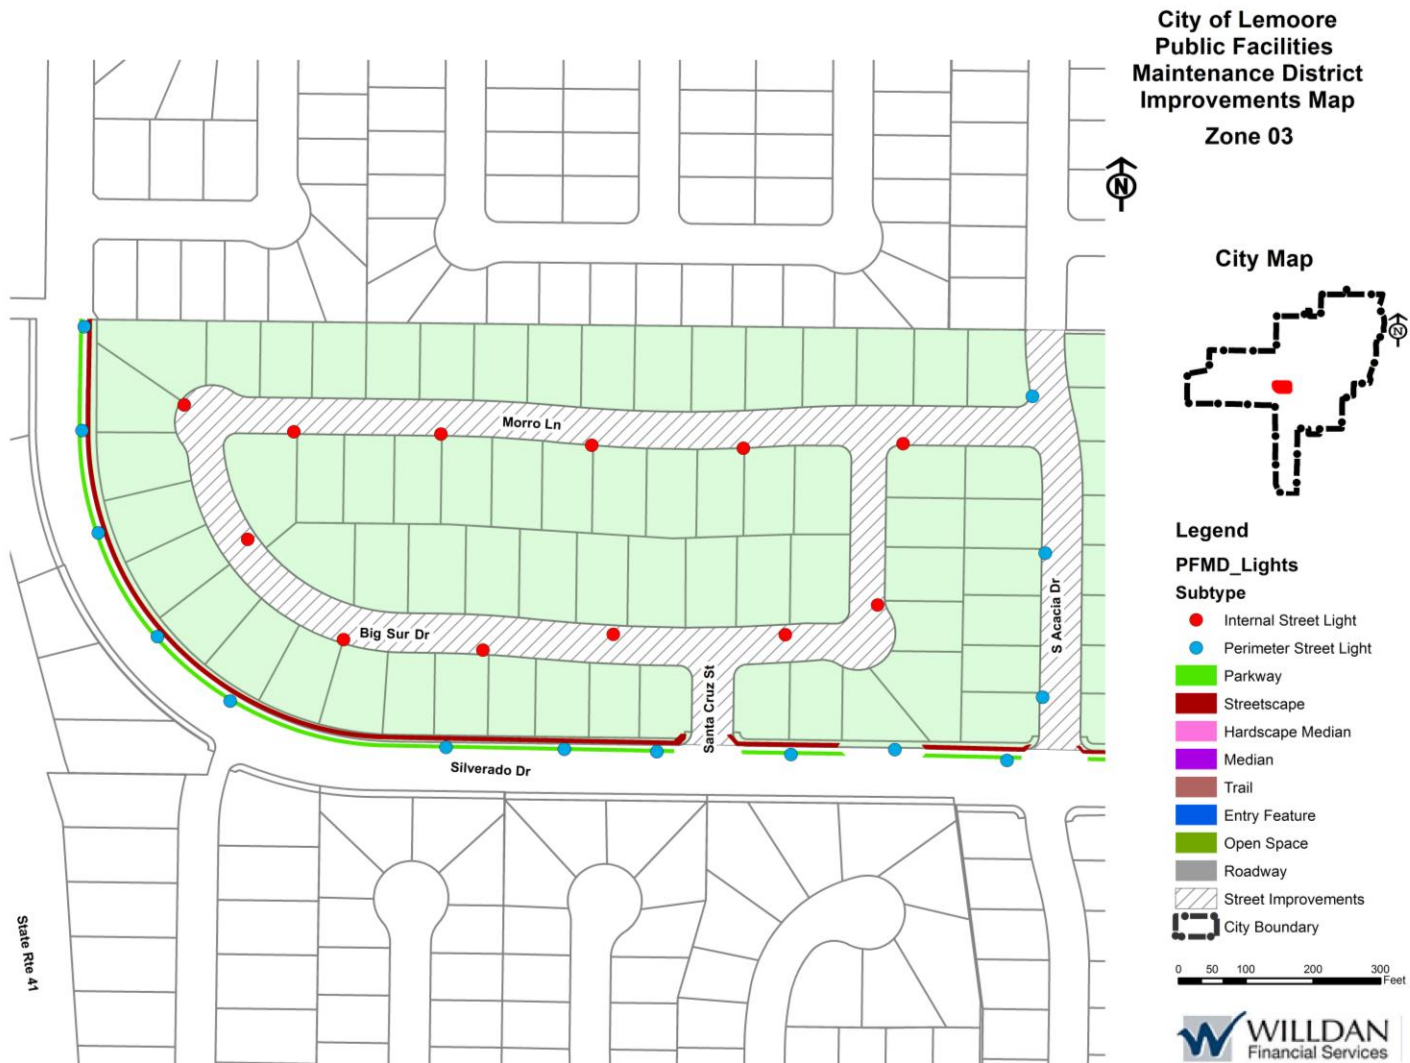 City of Lemoore
Public Facilities
Maintenance District
Improvements Map
Zone 03
N
City Map
N
Morro Ln
Big Sur Dr
Santa Cruz St
S Acacia Dr
Silverado Dr
State Rte 41
Legend
PFMD_Lights
Subtype
Internal Street Light
Perimeter Street Light
Parkway
Streetscape
Hardscape Median
Median
Trail
Entry Feature
Open Space
Roadway
Street Improvements
City Boundary
0 50 100 200 300
Feet
W WILLDAN
Financial Services